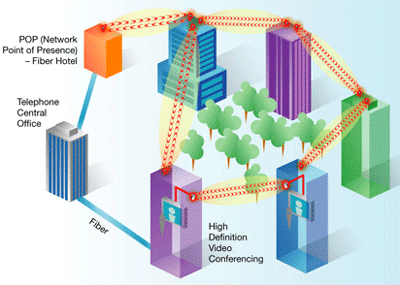 POP (Network
Point of Presence)
– Fiber Hotel
Telephone
Central
Office
Fiber
High
Definition
Video
Conferencing